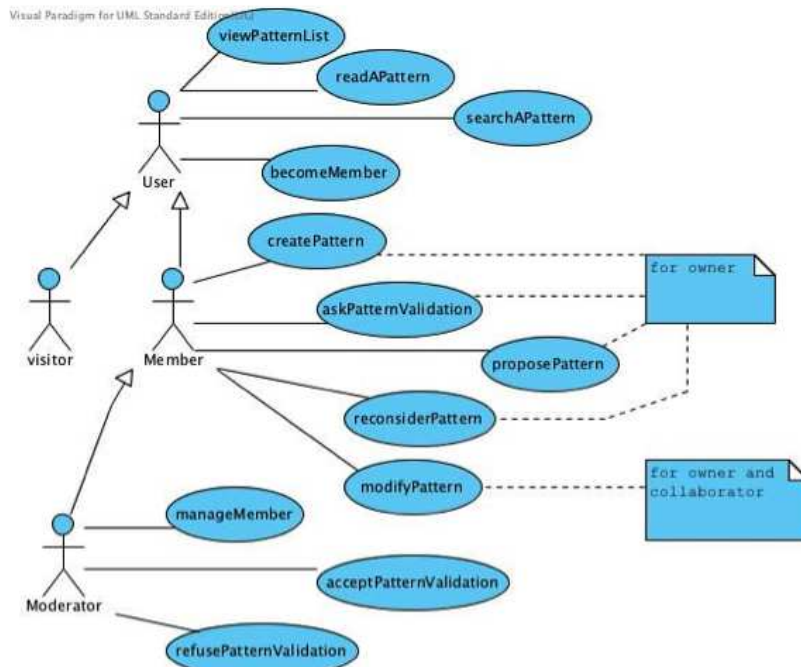 Visual Paradigm for UML Standard Edition
viewPatternList
readAPattern
searchAPattern
User
becomeMember
createPattern
for owner
visitor
Member
askPatternValidation
proposePattern
reconsiderPattern
modifyPattern
for owner and
collaborator
manageMember
Moderator
acceptPatternValidation
refusePatternValidation